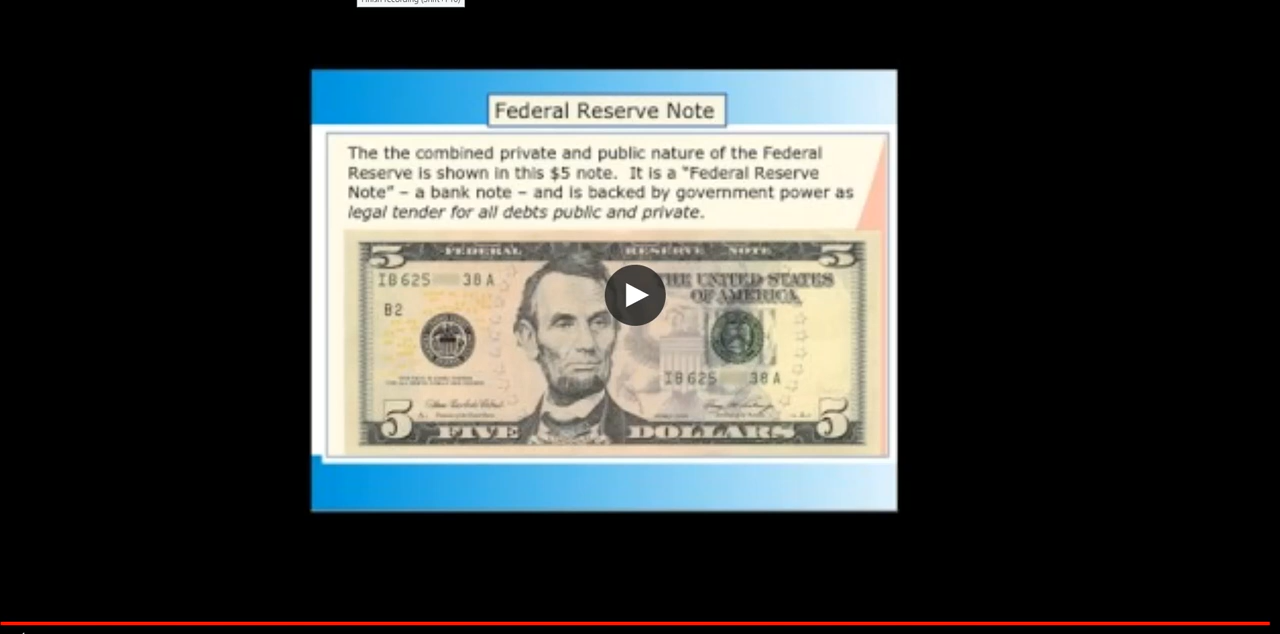 Federal Reserve Note
The the combined private and public nature of the Federal
Reserve is shown in this $5 note.  It is a “Federal Reserve
Note” – a bank note – and is backed by government power as
legal tender for all debts public and private.
5 FEDERAL RESERVE NOTE 5
IB 625 38 A
THE UNITED STATES
OF AMERICA
B2
IB 625 38 A
5 FIVE DOLLARS 5